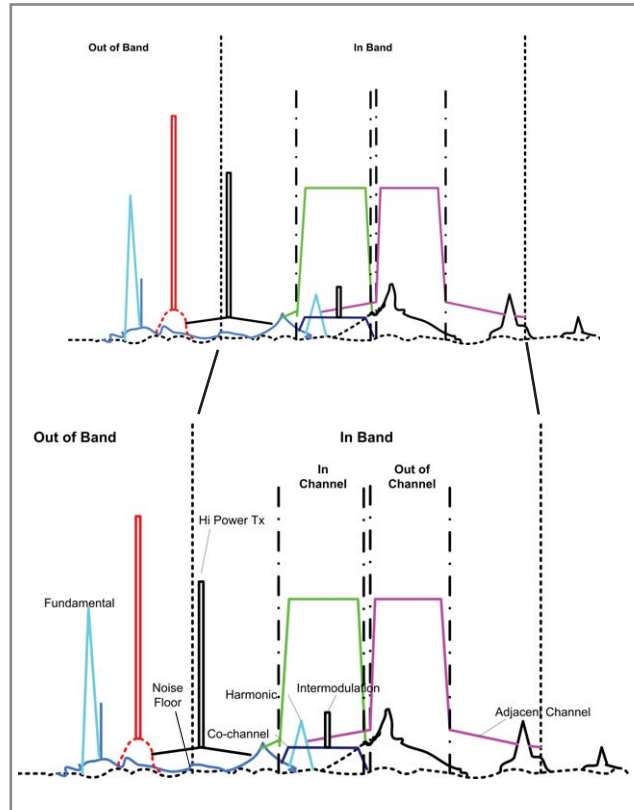 Out of Band
In Band
Out of Band
In Band
In
Channel
Out of
Channel
Hi Power Tx
Fundamental
Noise
Floor
Harmonic
Intermodulation
Co-channel
Adjacent Channel